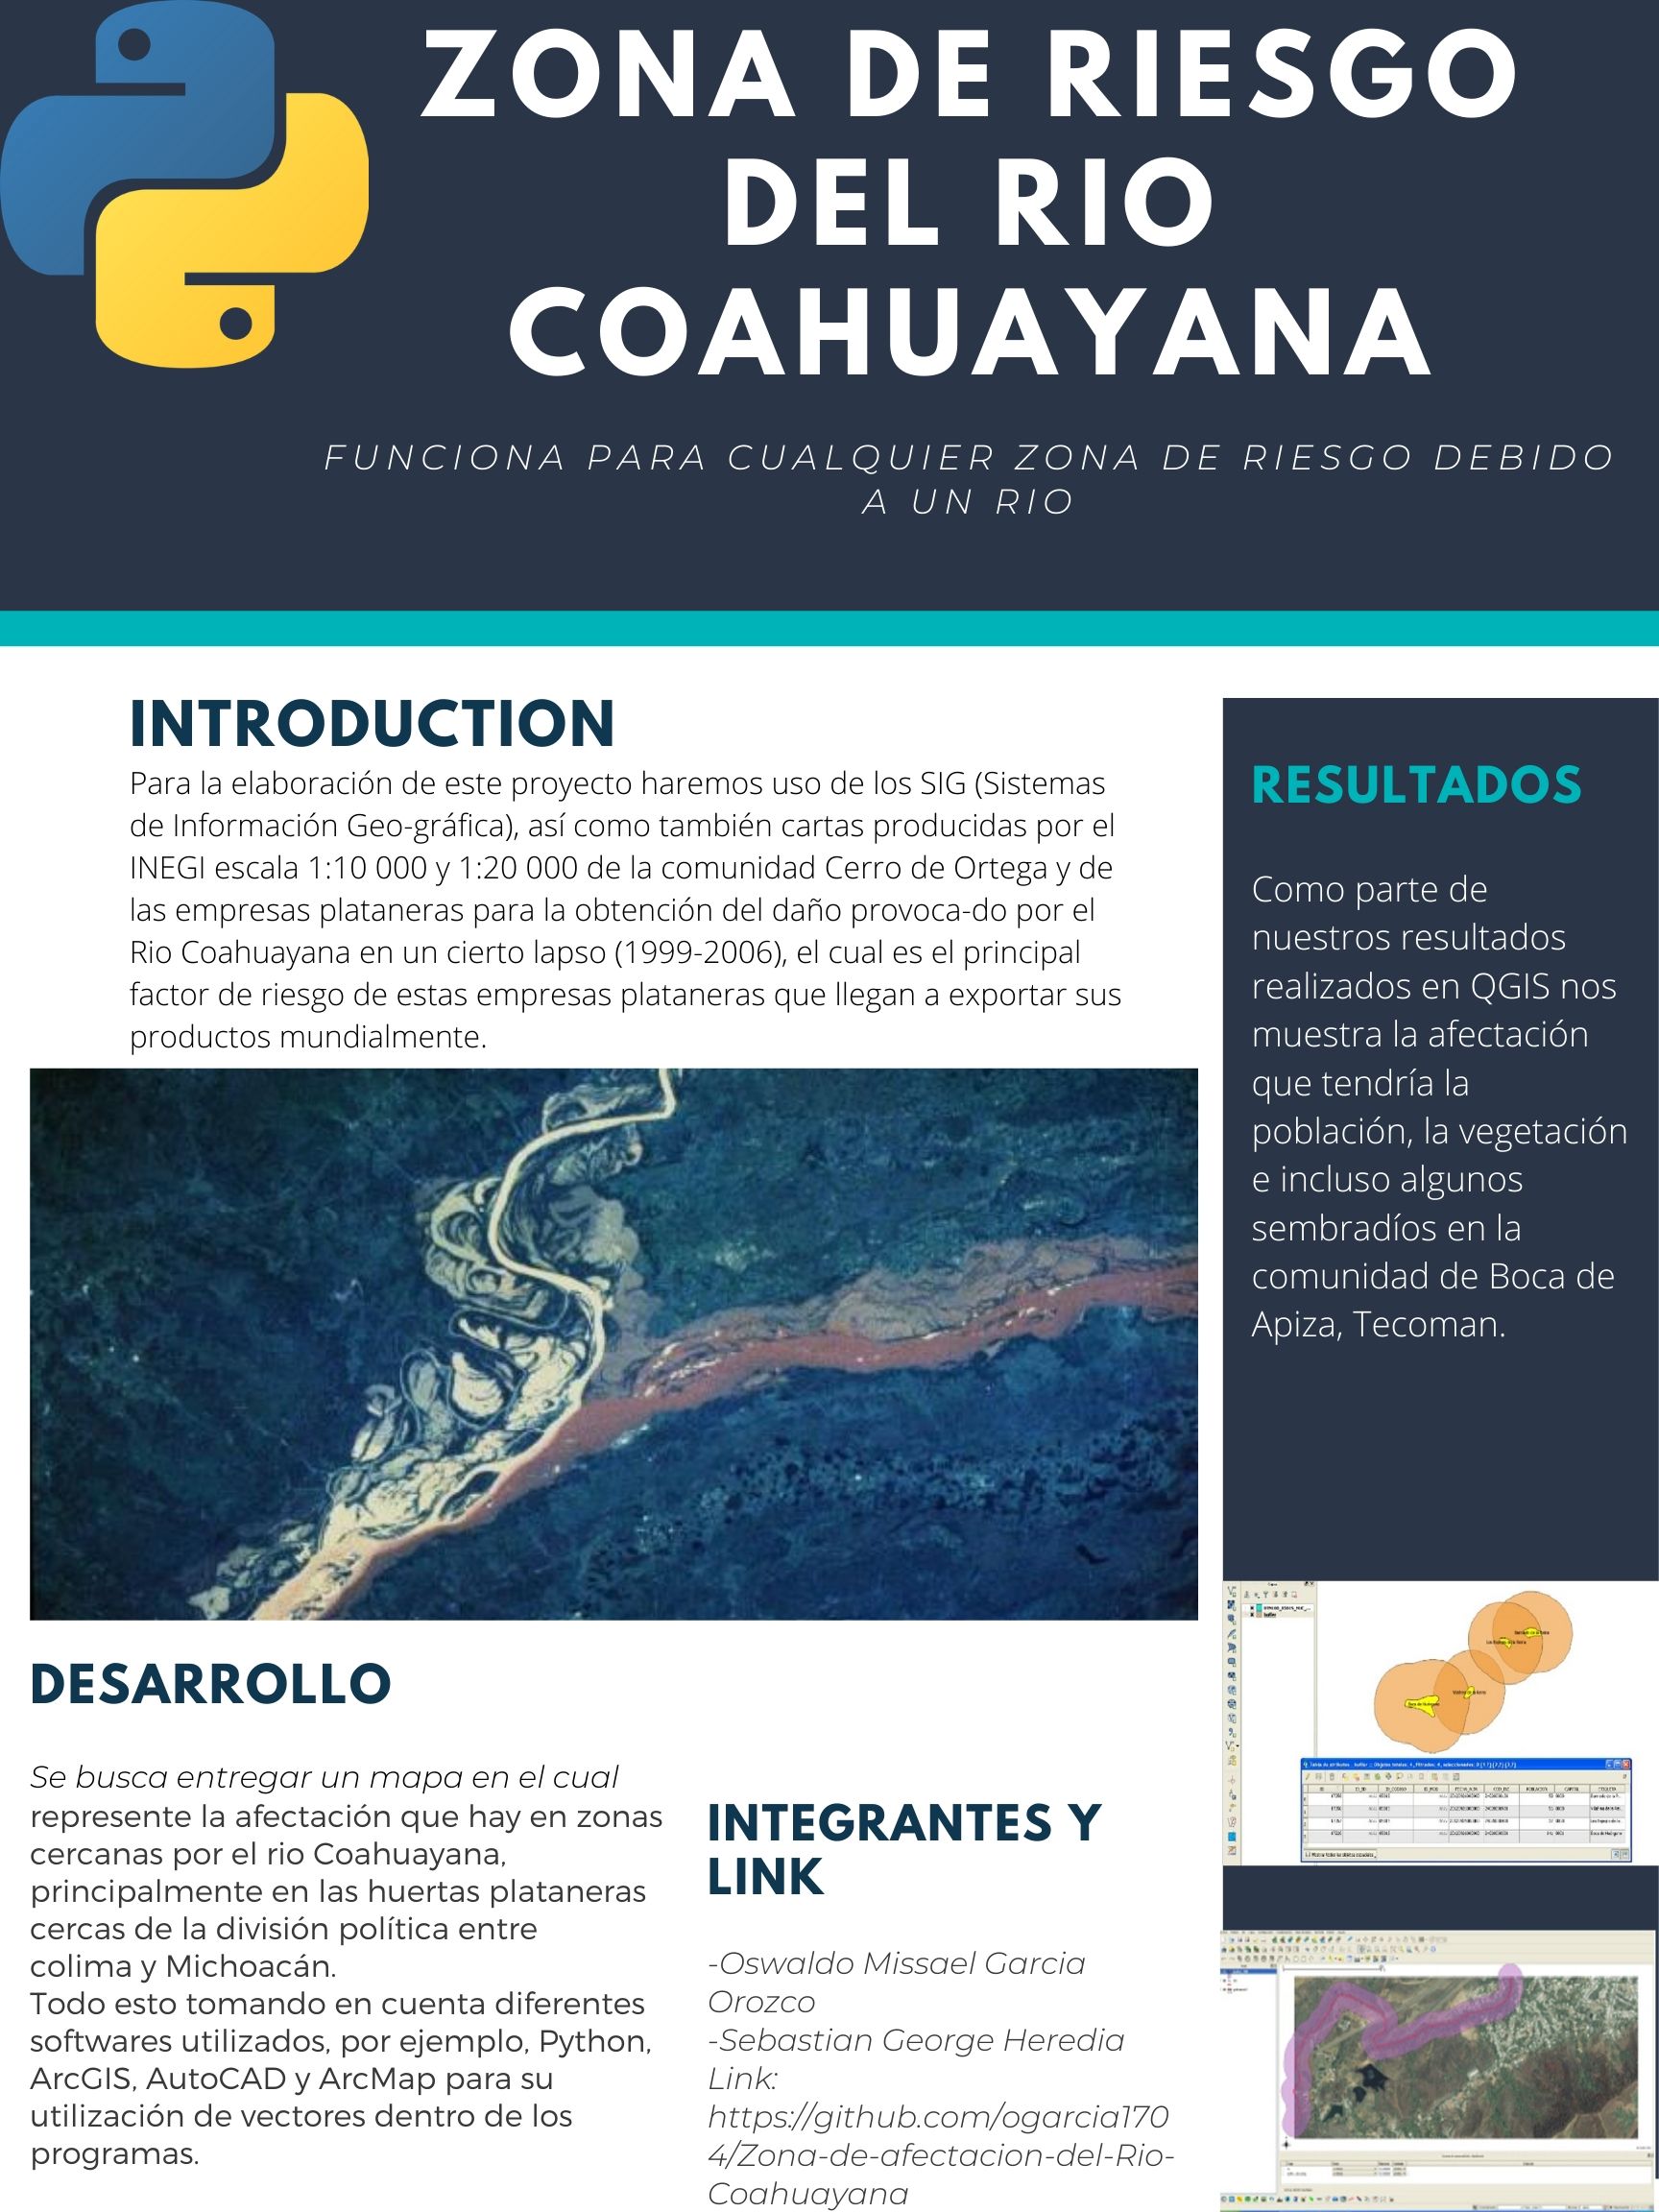 ZONA DE RIESGO
DEL RIO
COAHUAYANA
FUNCIONA PARA CUALQUIER ZONA DE RIESGO DEBIDO
A UN RIO
INTRODUCTION
Para la elaboración de este proyecto haremos uso de los SIG (Sistemas
de Información Geo-gráfica), así como también cartas producidas por el
INEGI escala 1:10 000 y 1:20 000 de la comunidad Cerro de Ortega y de
las empresas plataneras para la obtención del daño provoca-do por el
Rio Coahuayana en un cierto lapso (1999-2006), el cual es el principal
factor de riesgo de estas empresas plataneras que llegan a exportar sus
productos mundialmente.
DESARROLLO
Se busca entregar un mapa en el cual
represente la afectación que hay en zonas
cercanas por el rio Coahuayana,
principalmente en las huertas plataneras
cercas de la división política entre
colima y Michoacán.
Todo esto tomando en cuenta diferentes
softwares utilizados, por ejemplo, Python,
ArcGIS, AutoCAD y ArcMap para su
utilización de vectores dentro de los
programas.
INTEGRANTES Y
LINK
-Oswaldo Missael Garcia
Orozco
-Sebastian George Heredia
Link:
https://github.com/ogarcia170
4/Zona-de-afectacion-del-Rio-
Coahuayana
RESULTADOS
Como parte de
nuestros resultados
realizados en QGIS nos
muestra la afectación
que tendría la
población, la vegetación
e incluso algunos
sembradíos en la
comunidad de Boca de
Apiza, Tecoman.